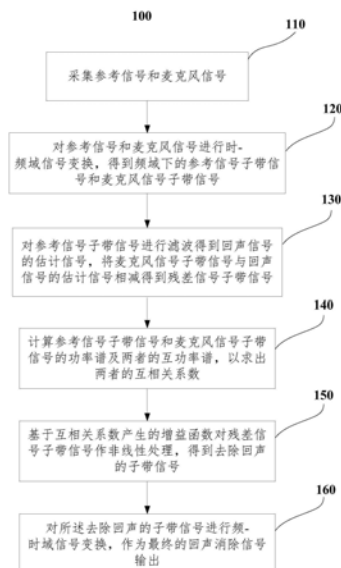 100
110
采集参考信号和麦克风信号
120
对参考信号和麦克风信号进行时-
频域信号变换，得到频域下的参考信号子带信
号和麦克风信号子带信号
130
对参考信号子带信号进行滤波得到回声信号
的估计信号，将麦克风信号子带信号与回声
信号的估计信号相减得到残差信号子带信号
140
计算参考信号子带信号和麦克风信号子带
信号的功率谱及两者的互功率谱，以求出
两者的互相关系数
150
基于互相关系数产生的增益函数对残差信
号子带信号作非线性处理，得到去除回声
的子带信号
160
对所述去除回声的子带信号进行频-
时域信号变换，作为最终的回声消除信号
输出